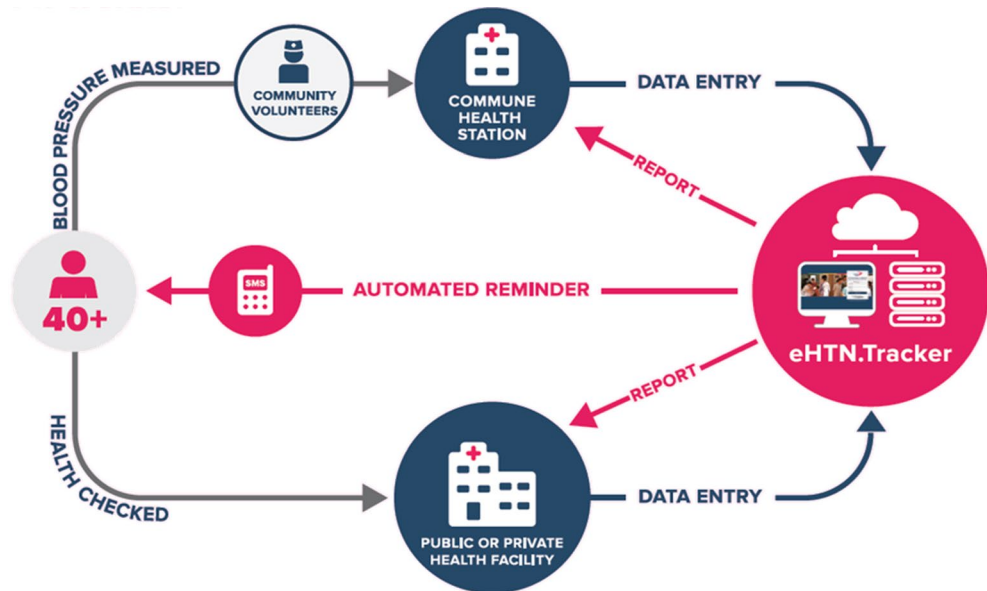 BLOOD PRESSURE MEASURED
COMMUNITY
VOLUNTEERS
COMMUNE
HEALTH
STATION
DATA ENTRY
REPORT
40+
SMS
AUTOMATED REMINDER
eHTN.Tracker
REPORT
HEALTH CHECKED
PUBLIC OR PRIVATE
HEALTH FACILITY
DATA ENTRY